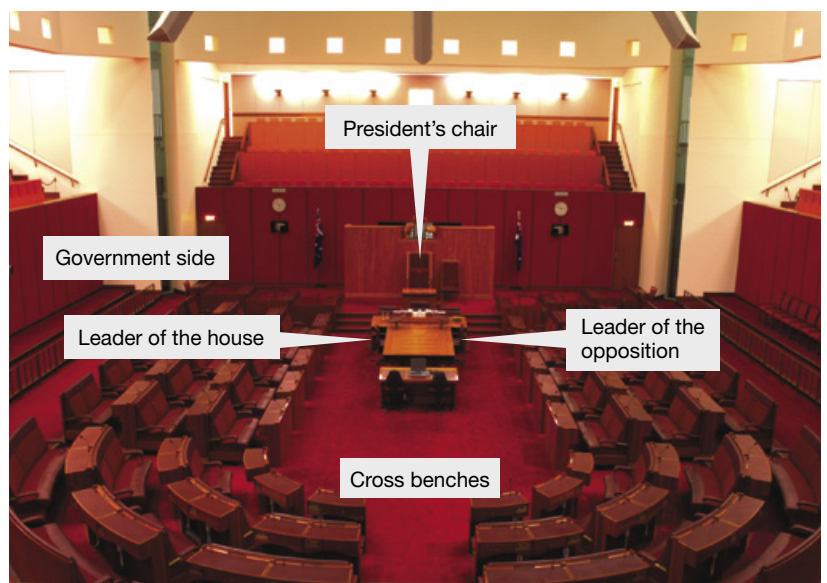 President’s chair
Government side
Leader of the house
Leader of the
opposition
Cross benches